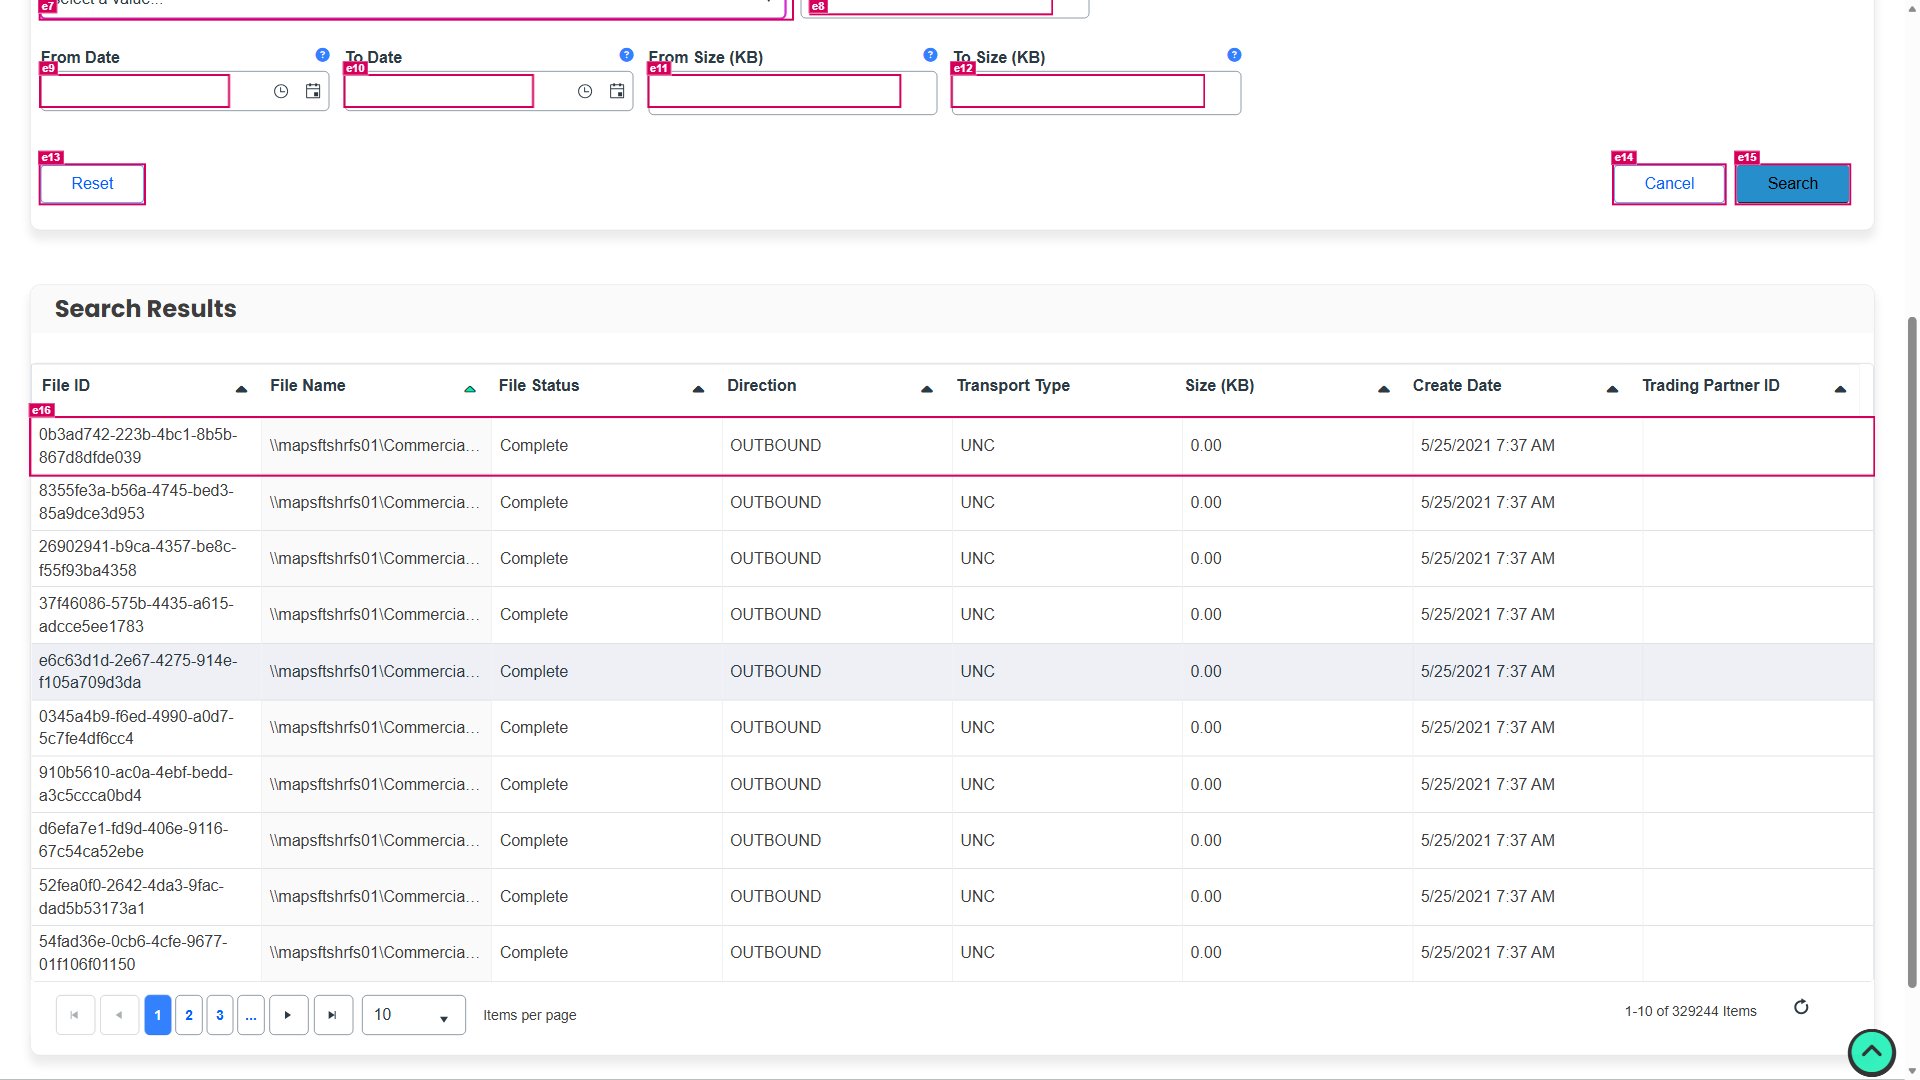 e7
Select a value...
e8
From Date
To Date
From Size (KB)
To Size (KB)
e9
e10
e11
e12
e13
Reset
e14
Cancel
e15
Search
Search Results
File ID File Name File Status Direction Transport Type Size (KB) Create Date Trading Partner ID
e16
0b3ad742-223b-4bc1-8b5b-
867d8dfde039
\\mapsftshrfs01\Commercia... Complete OUTBOUND UNC 0.00 5/25/2021 7:37 AM
8355fe3a-b56a-4745-bed3-
85a9dce3d953
\\mapsftshrfs01\Commercia... Complete OUTBOUND UNC 0.00 5/25/2021 7:37 AM
26902941-b9ca-4357-be8c-
f55f93ba4358
\\mapsftshrfs01\Commercia... Complete OUTBOUND UNC 0.00 5/25/2021 7:37 AM
37f46086-575b-4435-a615-
adcce5ee1783
\\mapsftshrfs01\Commercia... Complete OUTBOUND UNC 0.00 5/25/2021 7:37 AM
e6c63d1d-2e67-4275-914e-
f105a709d3da
\\mapsftshrfs01\Commercia... Complete OUTBOUND UNC 0.00 5/25/2021 7:37 AM
0345a4b9-f6ed-4990-a0d7-
5c7fe4df6cc4
\\mapsftshrfs01\Commercia... Complete OUTBOUND UNC 0.00 5/25/2021 7:37 AM
910b5610-ac0a-4ebf-bedd-
a3c5ccca0bd4
\\mapsftshrfs01\Commercia... Complete OUTBOUND UNC 0.00 5/25/2021 7:37 AM
d6efa7e1-fd9d-406e-9116-
67c54ca52ebe
\\mapsftshrfs01\Commercia... Complete OUTBOUND UNC 0.00 5/25/2021 7:37 AM
52fea0f0-2642-4da3-9fac-
dad5b53173a1
\\mapsftshrfs01\Commercia... Complete OUTBOUND UNC 0.00 5/25/2021 7:37 AM
54fad36e-0cb6-4cfe-9677-
01f106f01150
\\mapsftshrfs01\Commercia... Complete OUTBOUND UNC 0.00 5/25/2021 7:37 AM
1 2 3 ... 10 Items per page
1-10 of 329244 Items